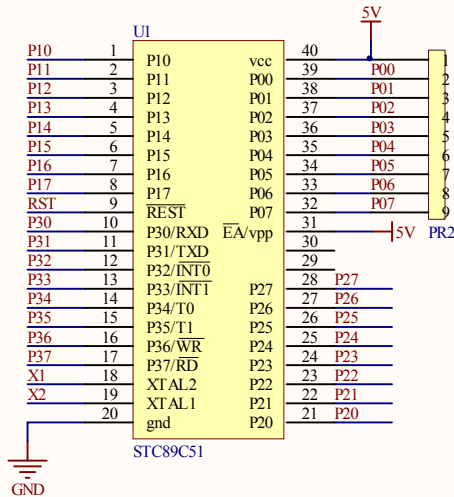 5V
U1
P10 1 P10 vcc 40 1
P11 2 P11 P00 39 P00 2
P12 3 P12 P01 38 P01 3
P13 4 P13 P02 37 P02 4
P14 5 P14 P03 36 P03 5
P15 6 P15 P04 35 P04 6
P16 7 P16 P05 34 P05 7
P17 8 P17 P06 33 P06 8
RST 9 REST P07 32 P07 9
P30 10 P30/RXD EA/vpp 31 5V PR2
P31 11 P31/TXD 30
P32 12 P32/INT0 29
P33 13 P33/INT1 P27 28 P27
P34 14 P34/T0 P26 27 P26
P35 15 P35/T1 P25 26 P25
P36 16 P36/WR P24 25 P24
P37 17 P37/RD P23 24 P23
X1 18 XTAL2 P22 23 P22
X2 19 XTAL1 P21 22 P21
20 gnd P20 21 P20
STC89C51
GND